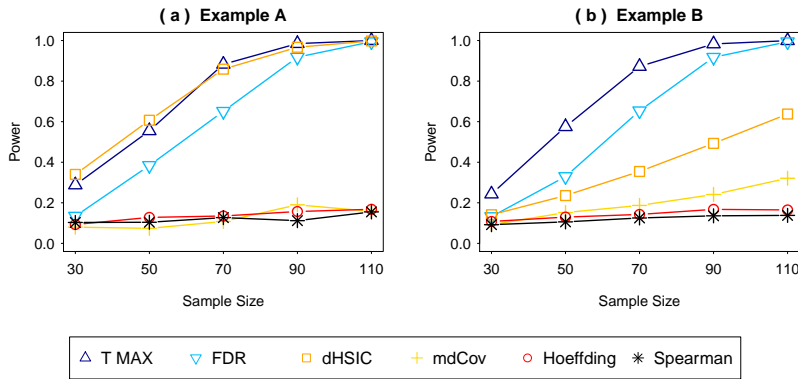 ( a ) Example A
1.0
0.8
0.6
0.4
0.2
0.0
Power
30 50 70 90 110
Sample Size
( b ) Example B
1.0
0.8
0.6
0.4
0.2
0.0
Power
30 50 70 90 110
Sample Size
T MAX FDR dHSIC mdCov Hoeffding Spearman